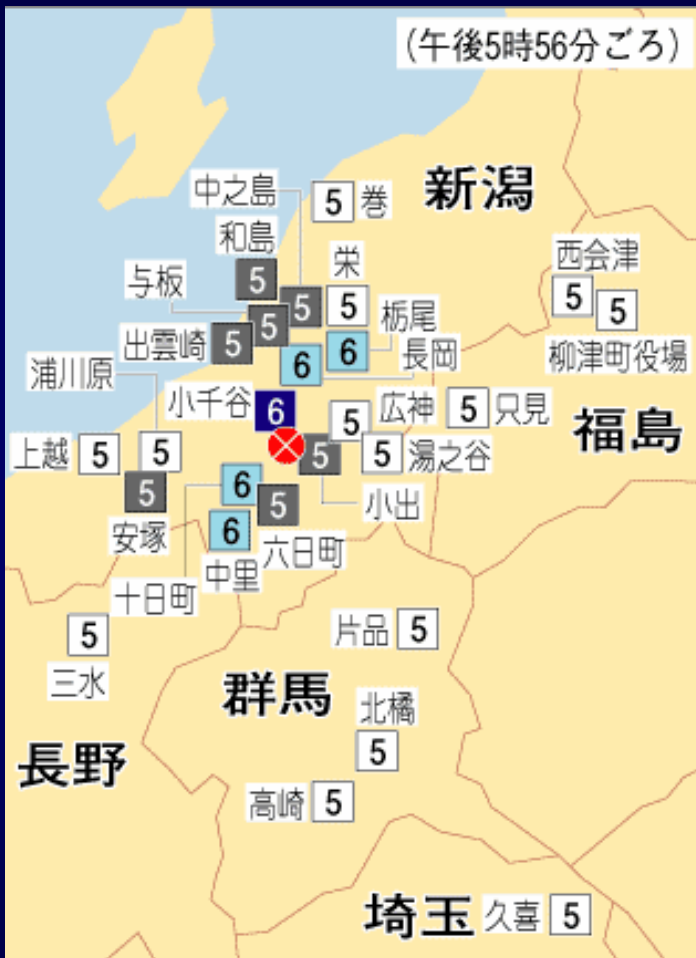 (午後5時56分ごろ)
新潟
中之島
5 巻
和島
5
栄
5
西会津
5
5
柳津町役場
与板
5
5
栃尾
6
出雲崎 5
長岡
6
浦川原
5
小千谷
6
広神
5
5 只見
福島
上越 5
5 湯之谷
5
小出
5
安塚
6
十日町
5
六日町
6
中里
5
三水
片品 5
群馬
北橘
5
長野
高崎 5
埼玉
久喜 5